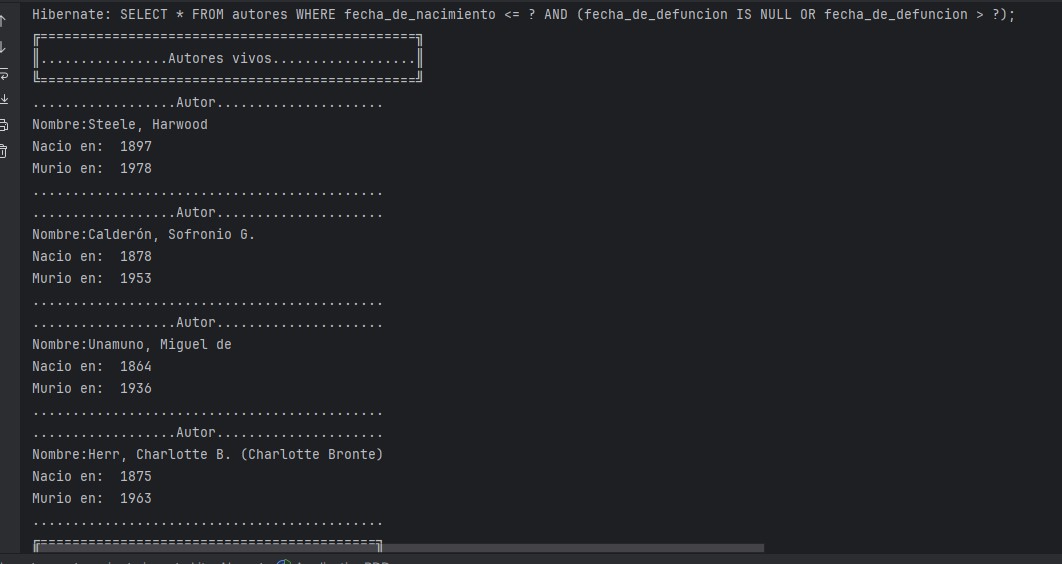 Hibernate: SELECT * FROM autores WHERE fecha_de_nacimiento <= ? AND (fecha_de_defuncion IS NULL OR fecha_de_defuncion > ?);
╔===============================================╗
║................Autores vivos..................║
╚===============================================╝
..................Autor.....................
Nombre:Steele, Harwood
Nacio en:  1897
Murio en:  1978
............................................
..................Autor.....................
Nombre:Calderón, Sofronio G.
Nacio en:  1878
Murio en:  1953
............................................
..................Autor.....................
Nombre:Unamuno, Miguel de
Nacio en:  1864
Murio en:  1936
............................................
..................Autor.....................
Nombre:Herr, Charlotte B. (Charlotte Bronte)
Nacio en:  1875
Murio en:  1963
............................................
╔==========================================╗